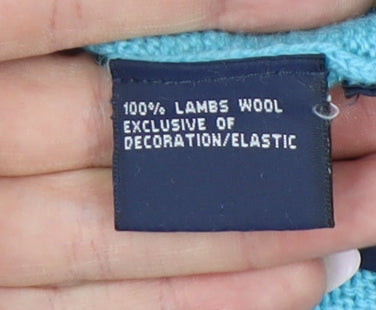 100% LAMBS WOOL
EXCLUSIVE OF
DECORATION/ELASTIC